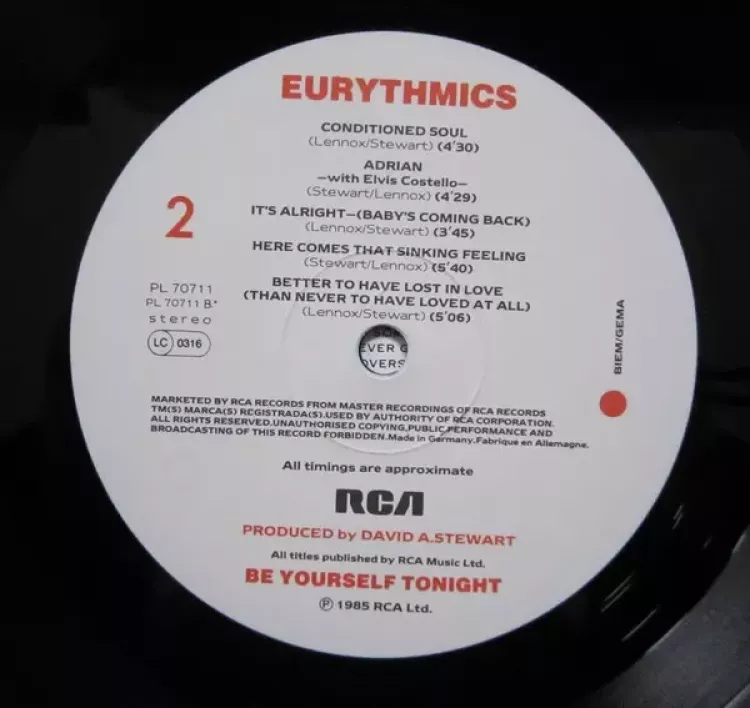 EURYTHMICS
CONDITIONED SOUL
(Lennox/Stewart) (4'30)
ADRIAN
–with Elvis Costello–
(Stewart/Lennox) (4'29)
2
IT'S ALRIGHT–(BABY'S COMING BACK)
(Lennox/Stewart) (3'45)
HERE COMES THAT SINKING FEELING
(Stewart/Lennox) (5'40)
BETTER TO HAVE LOST IN LOVE
(THAN NEVER TO HAVE LOVED AT ALL)
(Lennox/Stewart) (5'06)
PL 70711
PL 70711 B*
stereo
LC 0316
EVER G
OVERS
BIEM/GEMA
MARKETED BY RCA RECORDS FROM MASTER RECORDINGS OF RCA RECORDS
TM(S) MARCA(S) REGISTRADA(S).USED BY AUTHORITY OF RCA CORPORATION.
ALL RIGHTS RESERVED.UNAUTHORISED COPYING,PUBLIC PERFORMANCE AND
BROADCASTING OF THIS RECORD FORBIDDEN.Made in Germany.Fabrique en Allemagne.
All timings are approximate
RCA
PRODUCED by DAVID A.STEWART
All titles published by RCA Music Ltd.
BE YOURSELF TONIGHT
Ⓟ 1985 RCA Ltd.